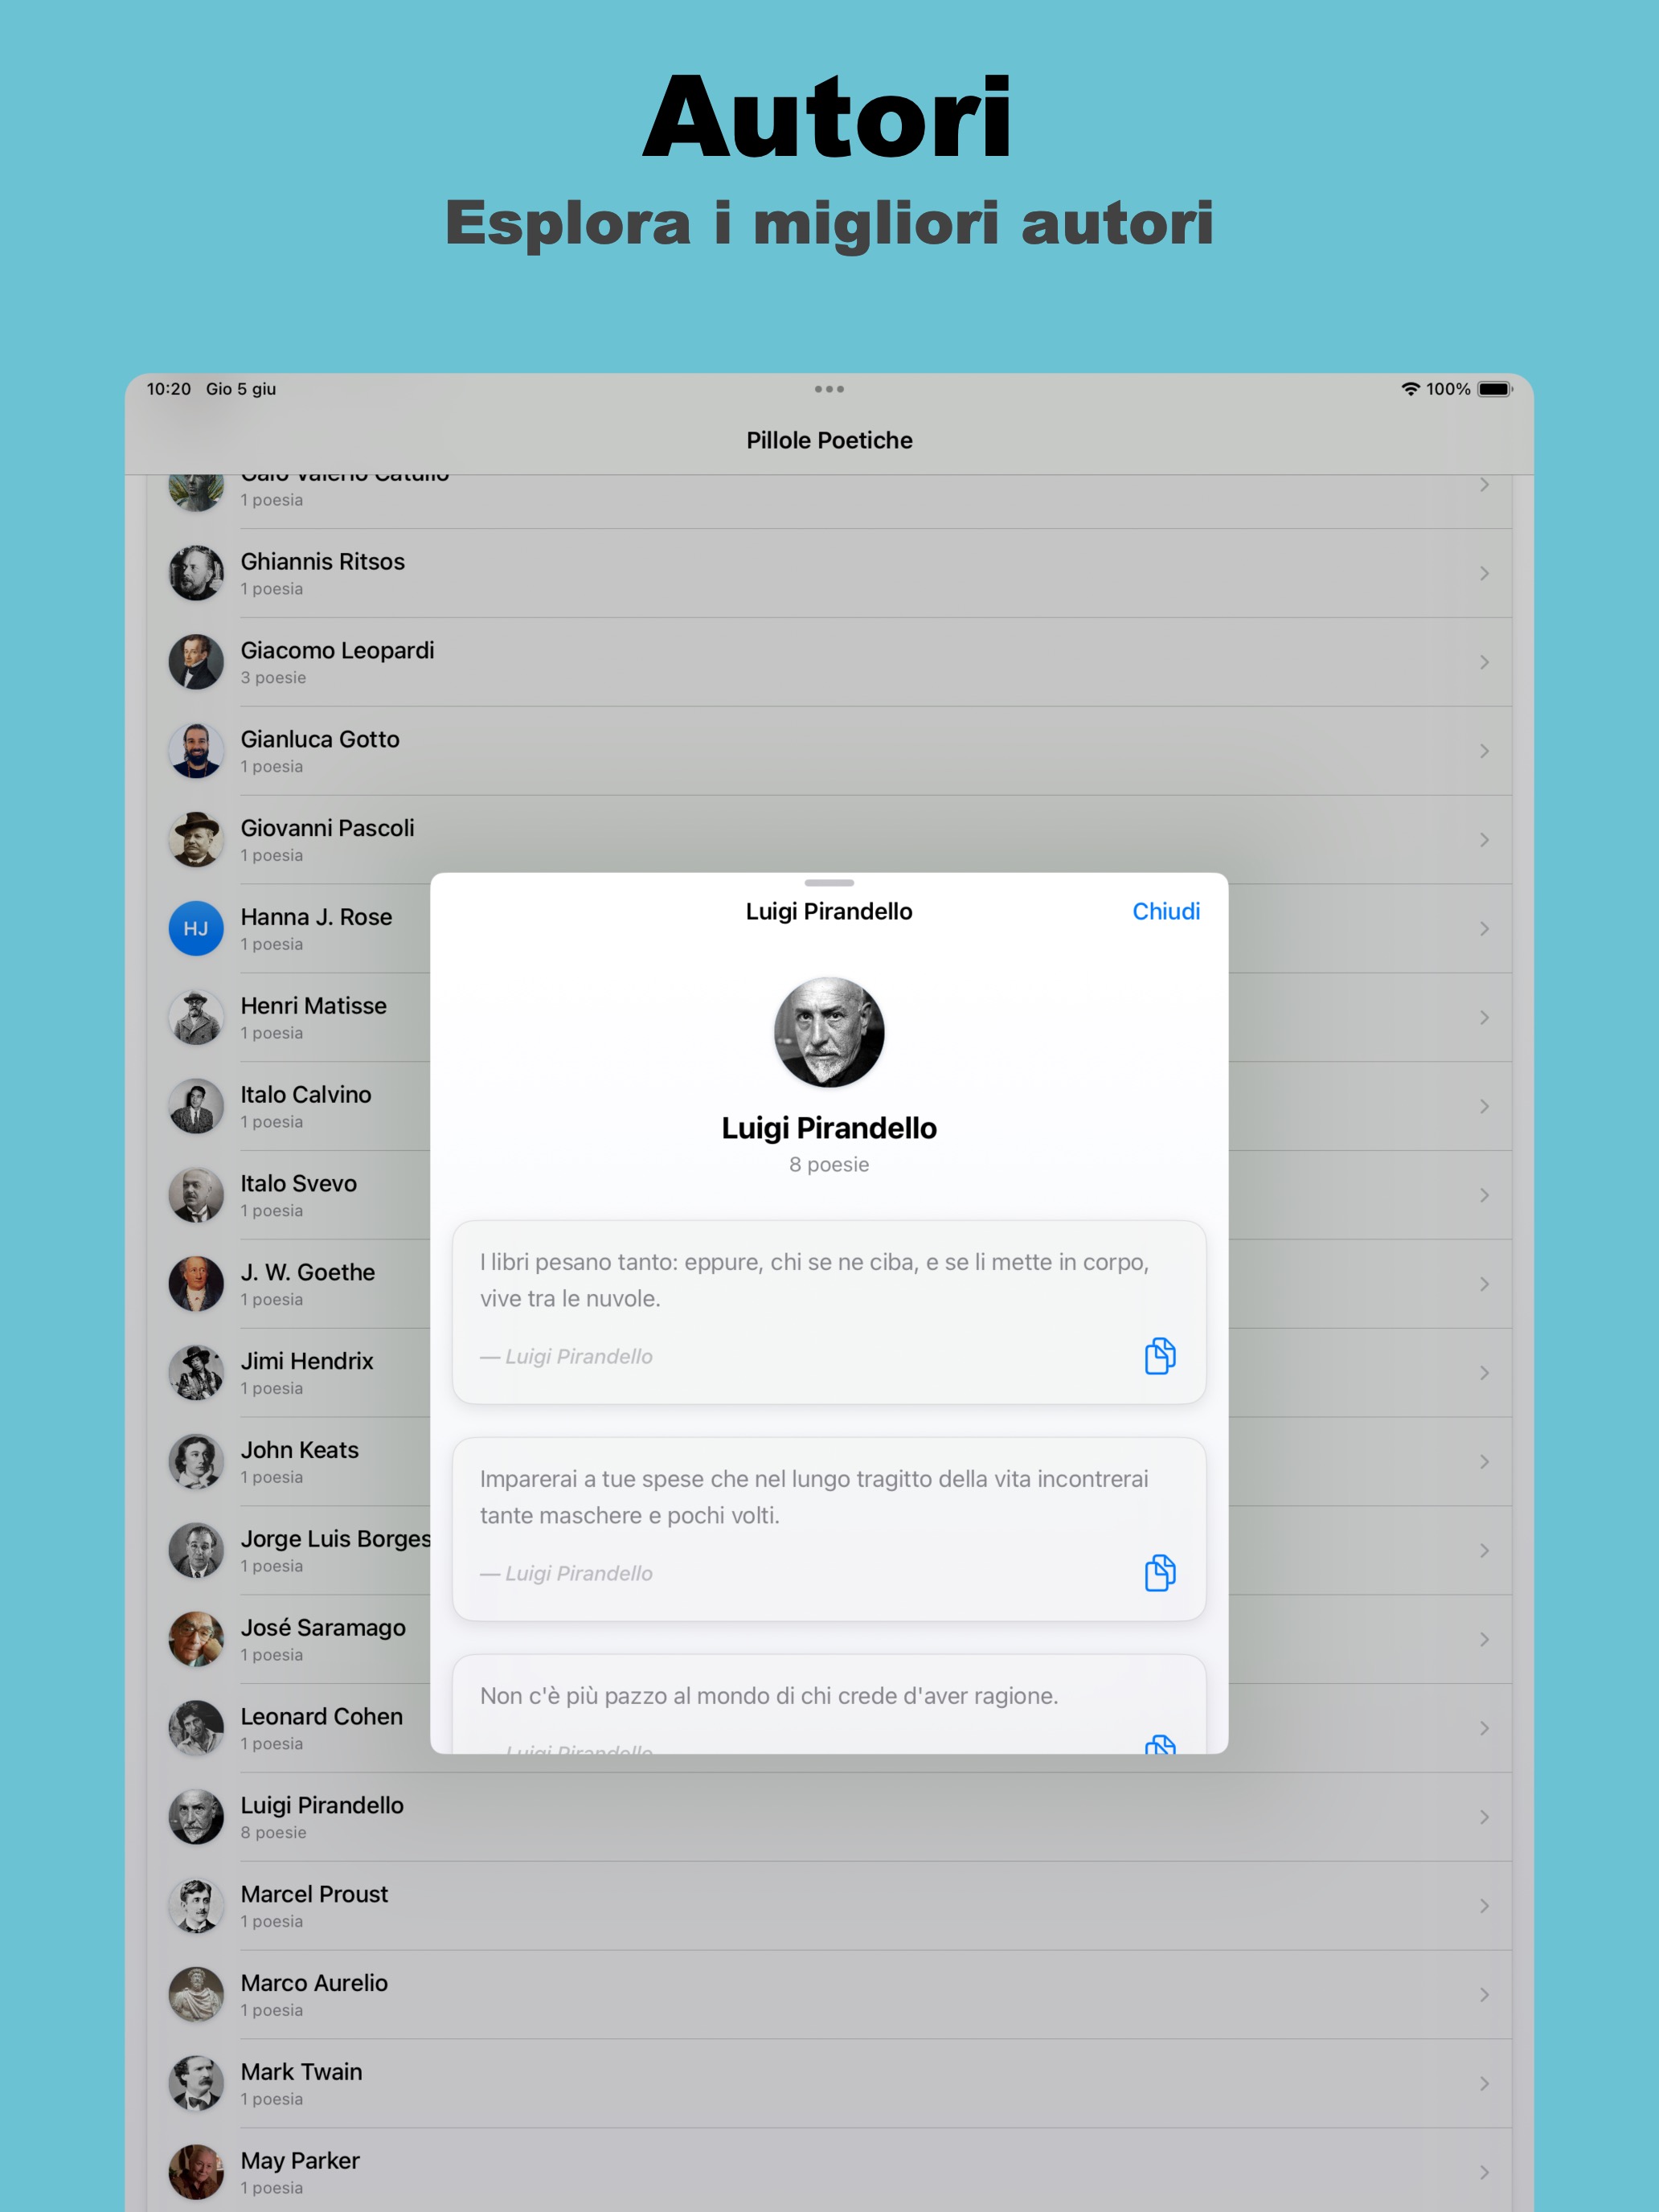 Autori
Esplora i migliori autori
10:20 Gio 5 giu
100%
Pillole Poetiche
Gaio Valerio Catullo
1 poesia
Ghiannis Ritsos
1 poesia
Giacomo Leopardi
3 poesie
Gianluca Gotto
1 poesia
Giovanni Pascoli
1 poesia
HJ
Hanna J. Rose
1 poesia
Henri Matisse
1 poesia
Italo Calvino
1 poesia
Italo Svevo
1 poesia
J. W. Goethe
1 poesia
Jimi Hendrix
1 poesia
John Keats
1 poesia
Jorge Luis Borges
1 poesia
José Saramago
1 poesia
Leonard Cohen
1 poesia
Luigi Pirandello
8 poesie
Marcel Proust
1 poesia
Marco Aurelio
1 poesia
Mark Twain
1 poesia
May Parker
1 poesia
Luigi Pirandello
Chiudi
Luigi Pirandello
8 poesie
I libri pesano tanto: eppure, chi se ne ciba, e se li mette in corpo,
vive tra le nuvole.
— Luigi Pirandello
Imparerai a tue spese che nel lungo tragitto della vita incontrerai
tante maschere e pochi volti.
— Luigi Pirandello
Non c'è più pazzo al mondo di chi crede d'aver ragione.
— Luigi Pirandello